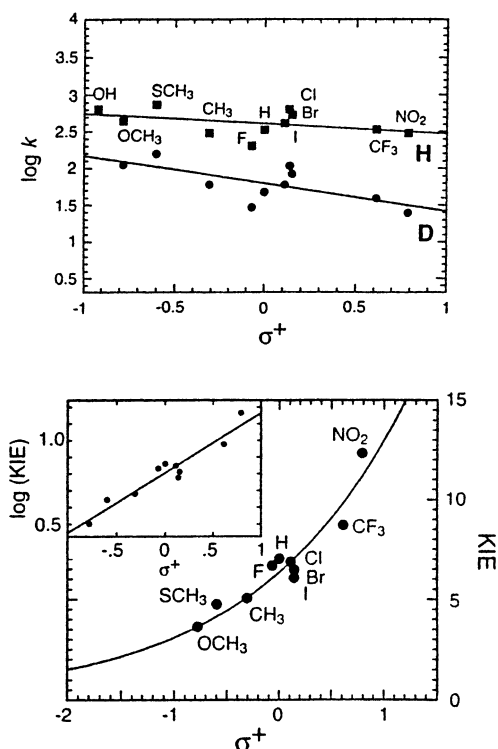 4
3.5
3
2.5
2
1.5
1
0.5
log k
OH
SCH3
OCH3
CH3
F
H
Cl
Br
I
CF3
NO2
H
D
-1
-0.5
0
0.5
1
σ+
log (KIE)
1.0
0.5
-1
-.5
0
.5
1
σ+
15
10
5
0
KIE
NO2
CF3
H
F
Cl
Br
I
SCH3
CH3
OCH3
-2
-1
0
1
σ+